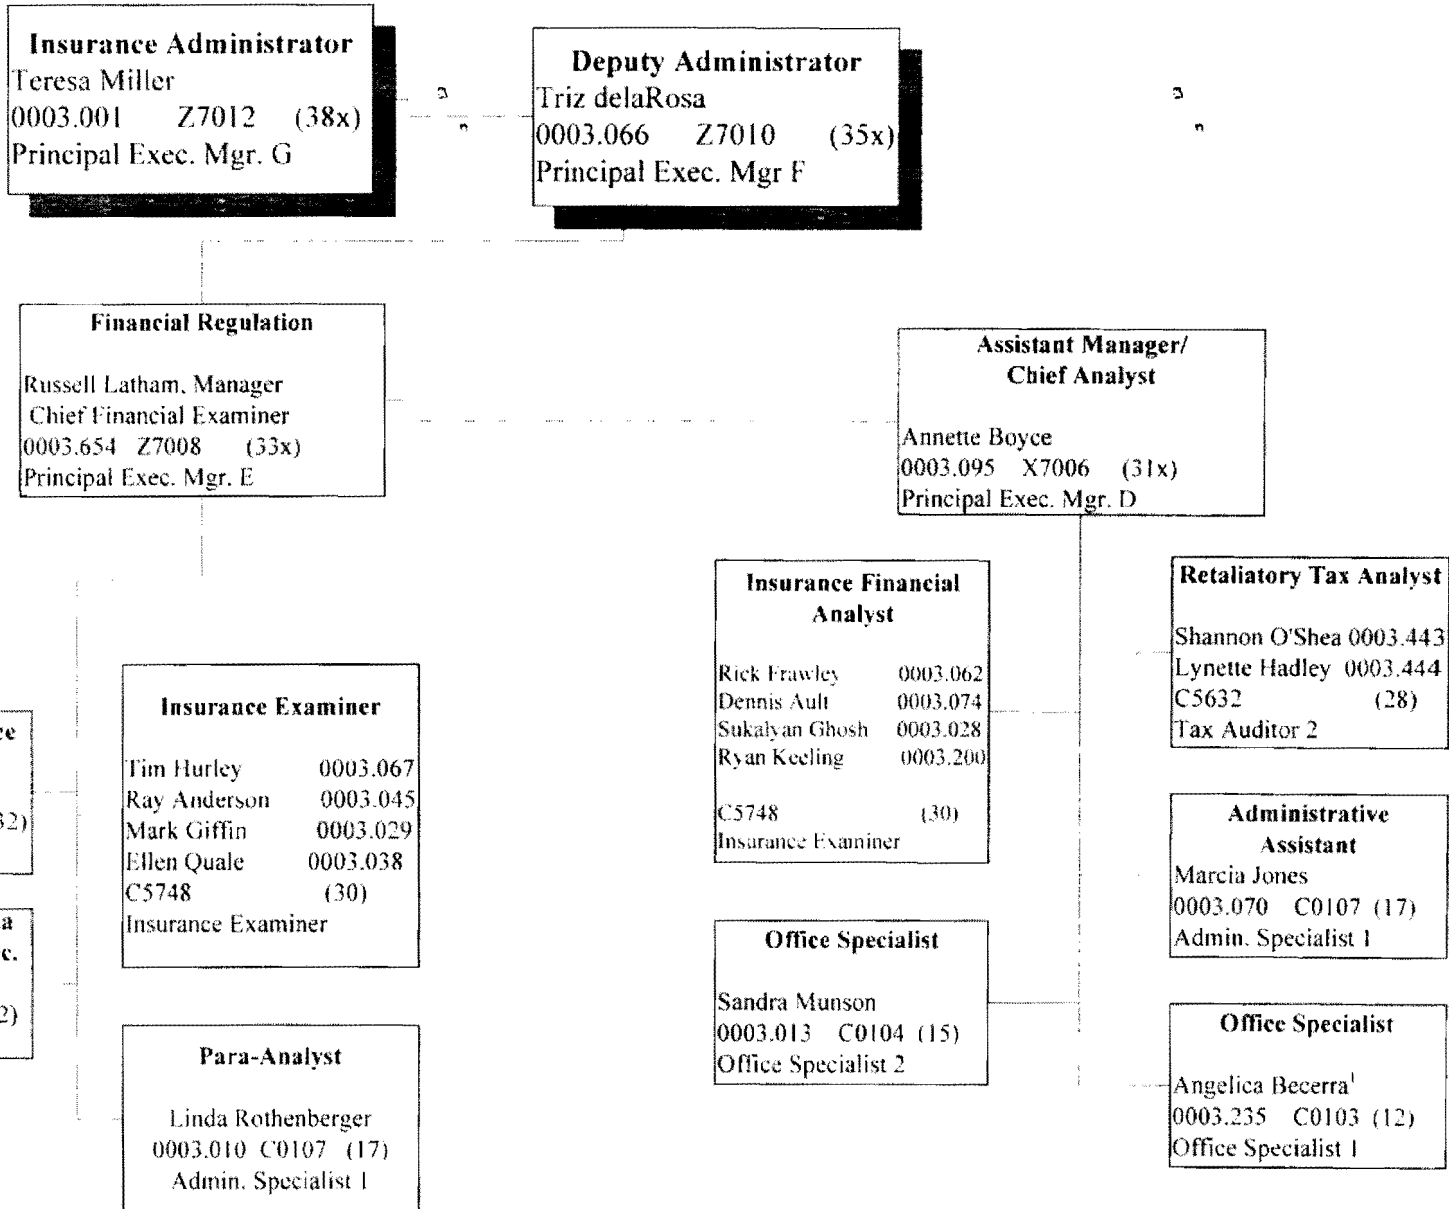 Insurance Administrator
Teresa Miller
0003.001 Z7012 (38x)
Principal Exec. Mgr. G
Deputy Administrator
Triz delaRosa
0003.066 Z7010 (35x)
Principal Exec. Mgr F
Financial Regulation
Russell Latham, Manager
Chief Financial Examiner
0003.654 Z7008 (33x)
Principal Exec. Mgr. E
Assistant Manager/
Chief Analyst
Annette Boyce
0003.095 X7006 (31x)
Principal Exec. Mgr. D
Insurance Examiner
Tim Hurley 0003.067
Ray Anderson 0003.045
Mark Giffin 0003.029
Ellen Quale 0003.038
C5748 (30)
Insurance Examiner
Para-Analyst
Linda Rothenberger
0003.010 C0107 (17)
Admin. Specialist 1
Insurance Financial
Analyst
Rick Frawley 0003.062
Dennis Ault 0003.074
Sukalyan Ghosh 0003.028
Ryan Keeling 0003.200
C5748 (30)
Insurance Examiner
Office Specialist
Sandra Munson
0003.013 C0104 (15)
Office Specialist 2
Retaliatory Tax Analyst
Shannon O'Shea 0003.443
Lynette Hadley 0003.444
C5632 (28)
Tax Auditor 2
Administrative
Assistant
Marcia Jones
0003.070 C0107 (17)
Admin. Specialist 1
Office Specialist
Angelica Becerra¹
0003.235 C0103 (12)
Office Specialist 1